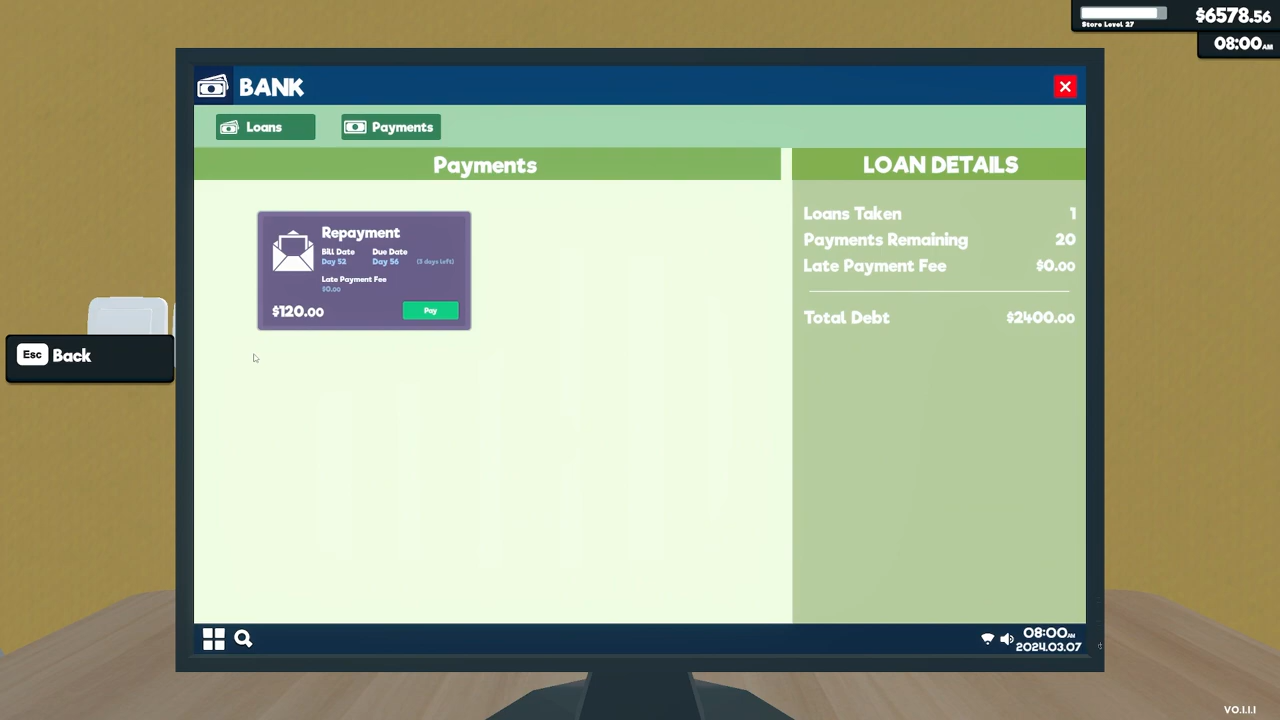 $6578.56
Store Level 27
08:00AM
BANK
Loans
Payments
Payments
LOAN DETAILS
Repayment
Bill Date Due Date
Day 52 Day 56 (3 days left)
Late Payment Fee
$0.00
$120.00 Pay
Loans Taken 1
Payments Remaining 20
Late Payment Fee $0.00
Total Debt $2400.00
Esc Back
08:00AM
2024.03.07
V0.1.1.1